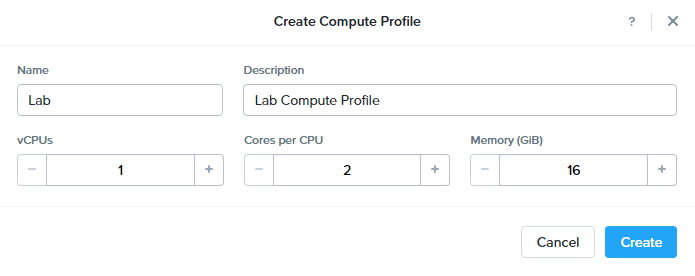 Create Compute Profile ? ×
Name Description
Lab Lab Compute Profile
vCPUs Cores per CPU Memory (GiB)
− 1 + − 2 + − 16 +
Cancel Create